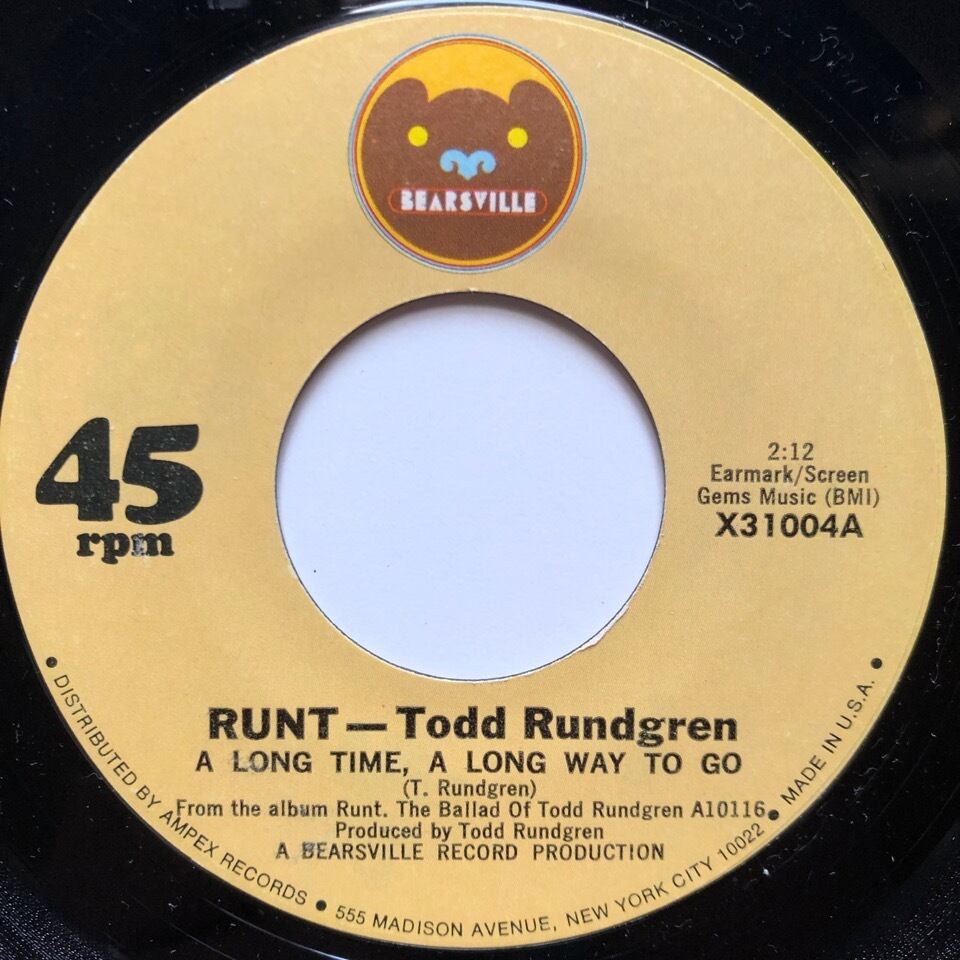 BEARSVILLE
45
rpm
2:12
Earmark/Screen
Gems Music (BMI)
X31004A
RUNT — Todd Rundgren
A LONG TIME, A LONG WAY TO GO
(T. Rundgren)
From the album Runt. The Ballad Of Todd Rundgren A10116
Produced by Todd Rundgren
A BEARSVILLE RECORD PRODUCTION
• DISTRIBUTED BY AMPEX RECORDS • 555 MADISON AVENUE, NEW YORK CITY 10022 • MADE IN U.S.A. •